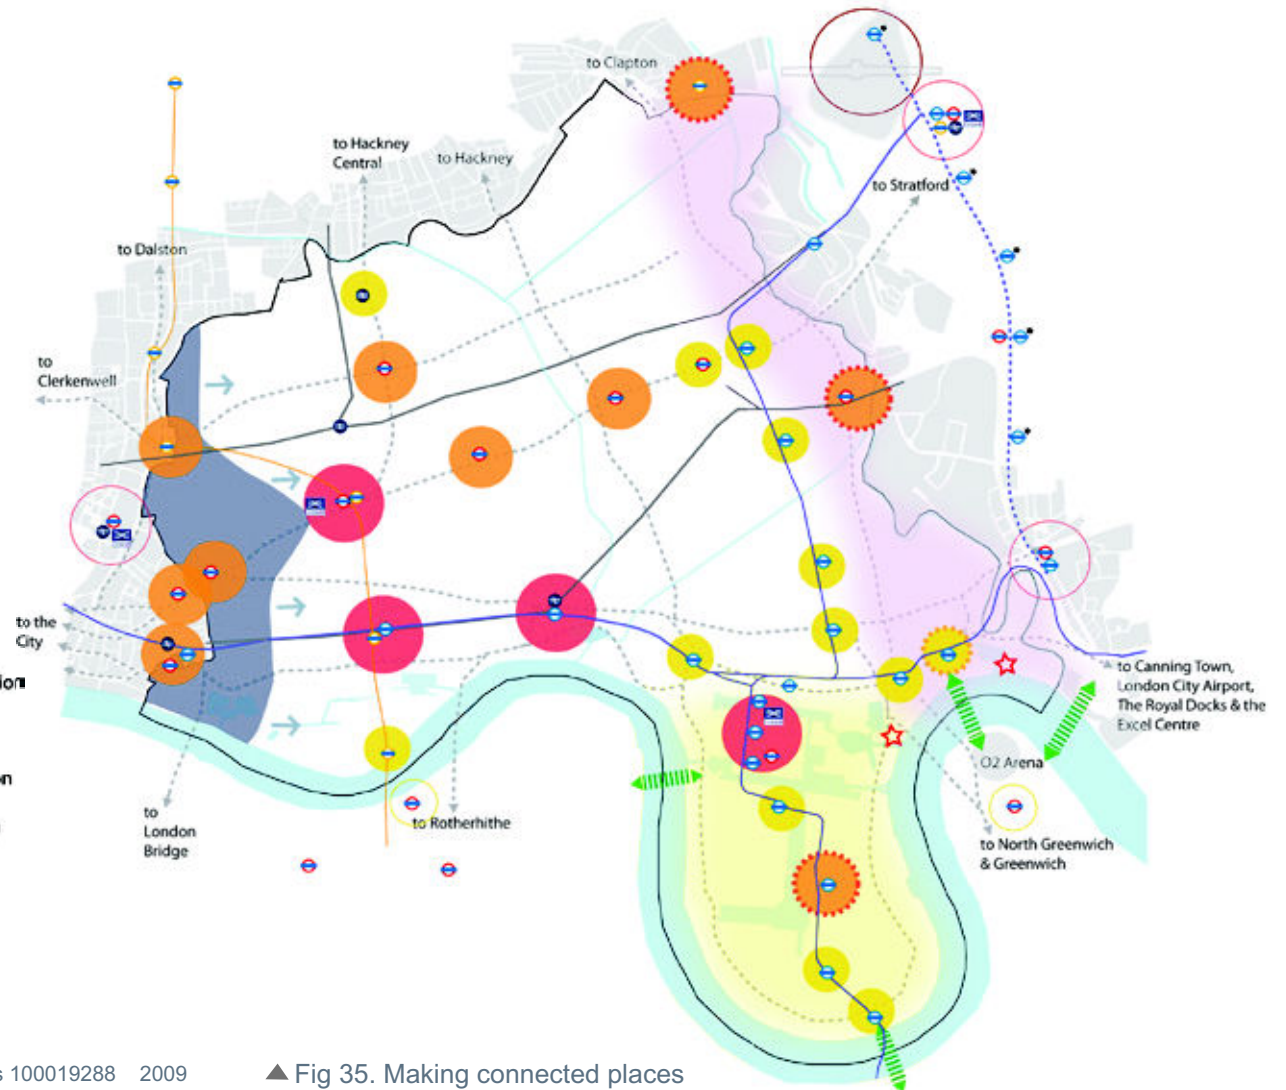 to Clapton
to Hackney
Central
to Hackney
to Stratford
to Dalston
to
Clerkenwell
to the
City
to Canning Town,
London City Airport,
The Royal Docks & the
Excel Centre
O2 Arena
to
London
Bridge
to Rotherhithe
to North Greenwich
& Greenwich
100019288 2009
▲ Fig 35. Making connected places